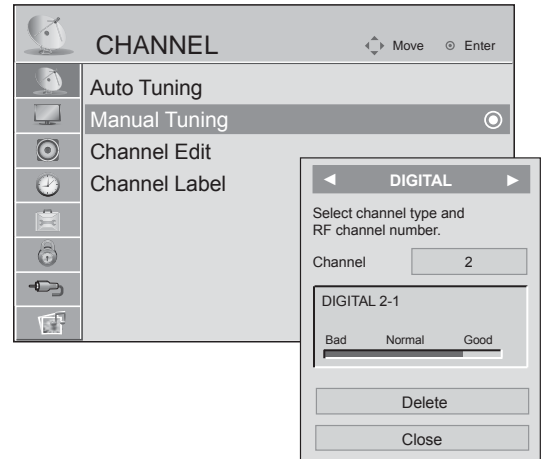 CHANNEL
Move Enter
Auto Tuning
Manual Tuning
Channel Edit
Channel Label
DIGITAL
Select channel type and
RF channel number.
Channel 2
DIGITAL 2-1
Bad Normal Good
Delete
Close